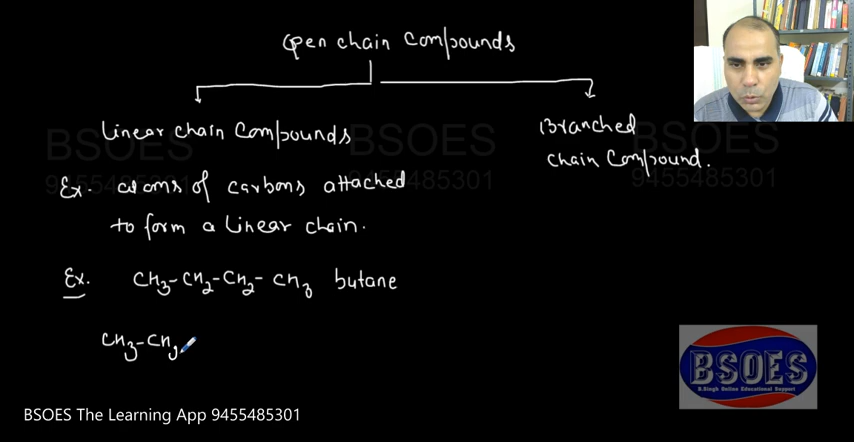 open chain compounds
Linear chain compounds
Branched
chain compound.
Ex. atoms of carbons attached
to form a linear chain.
Ex. CH3-CH2-CH2-CH3 butane
CH3-CH3
BSOES BSOES BSOES
9455485301 9455485301 9455485301
BSOES
B.Singh Online Educational Support
BSOES The Learning App 9455485301